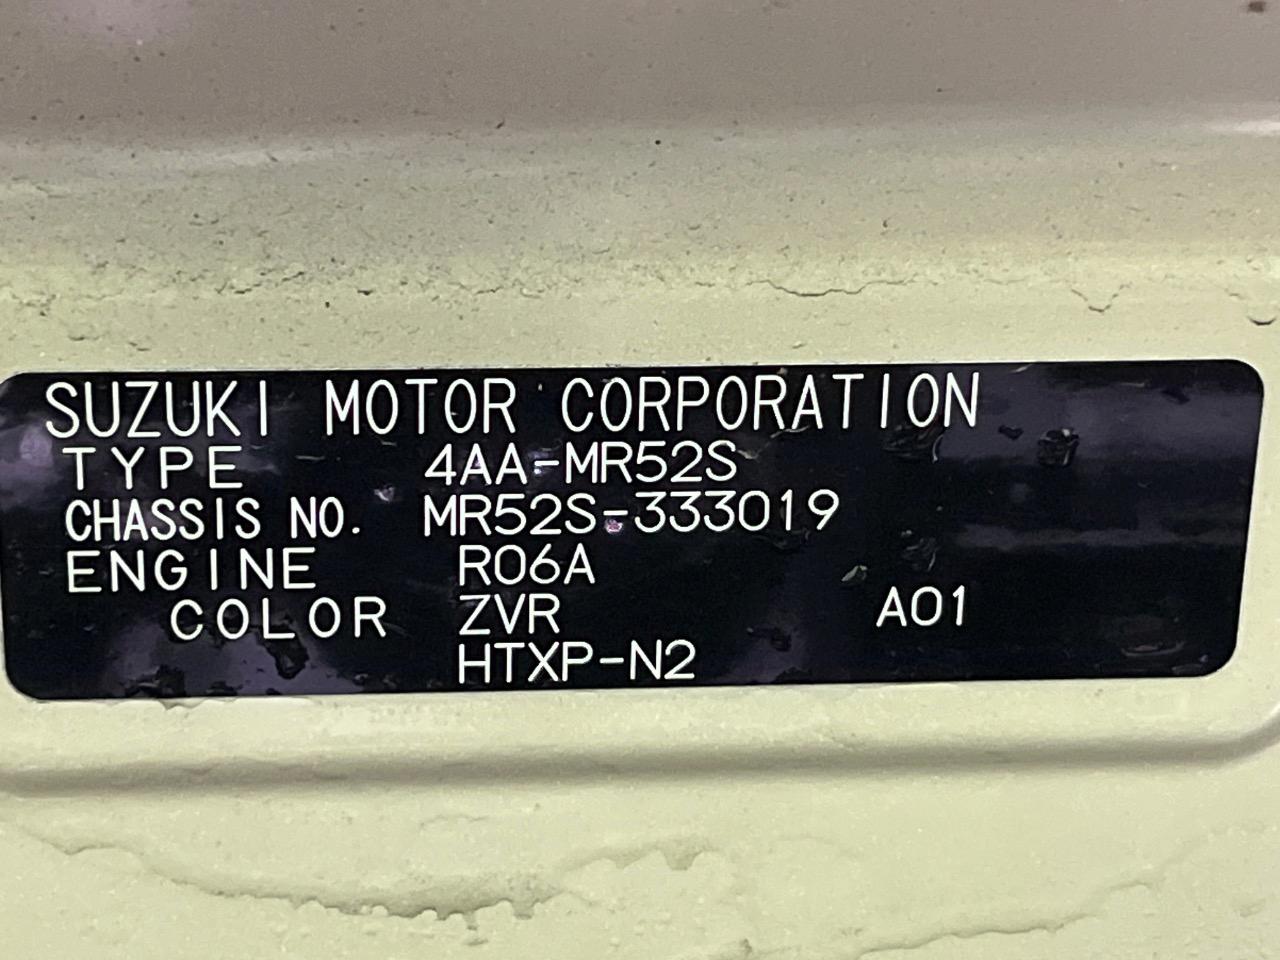 SUZUKI MOTOR CORPORATION
TYPE 4AA-MR52S
CHASSIS NO. MR52S-333019
ENGINE R06A
COLOR ZVR A01
HTXP-N2